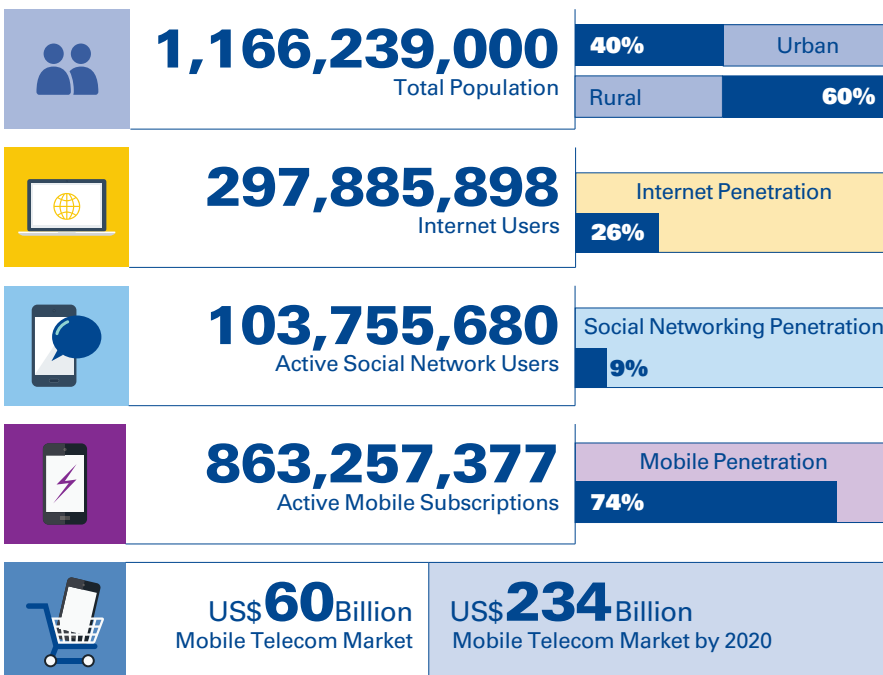 1,166,239,000
Total Population
40% Urban
Rural 60%
297,885,898
Internet Users
Internet Penetration
26%
103,755,680
Active Social Network Users
Social Networking Penetration
9%
863,257,377
Active Mobile Subscriptions
Mobile Penetration
74%
US$60Billion
Mobile Telecom Market
US$234Billion
Mobile Telecom Market by 2020